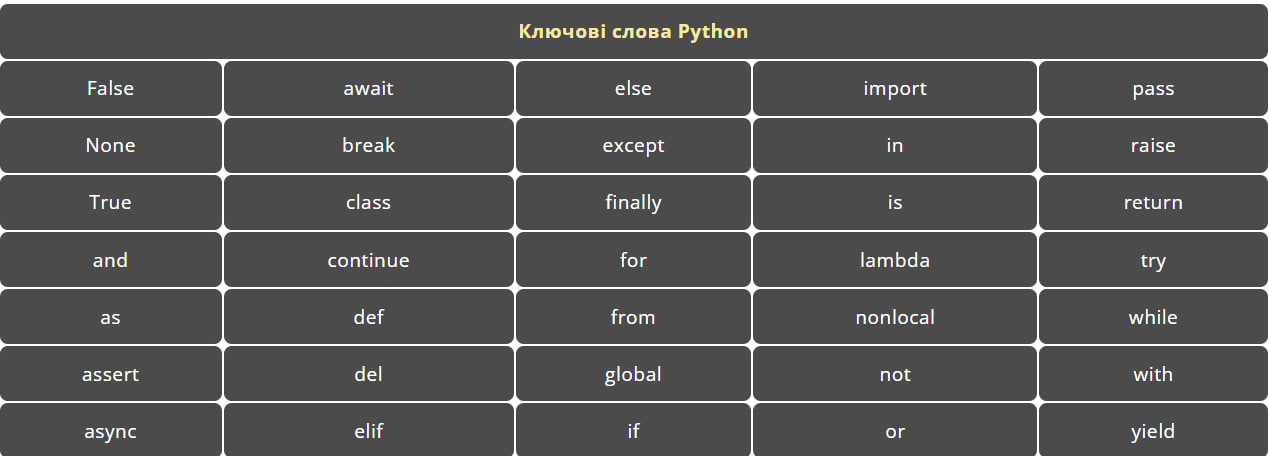 Ключові слова Python
False await else import pass
None break except in raise
True class finally is return
and continue for lambda try
as def from nonlocal while
assert del global not with
async elif if or yield